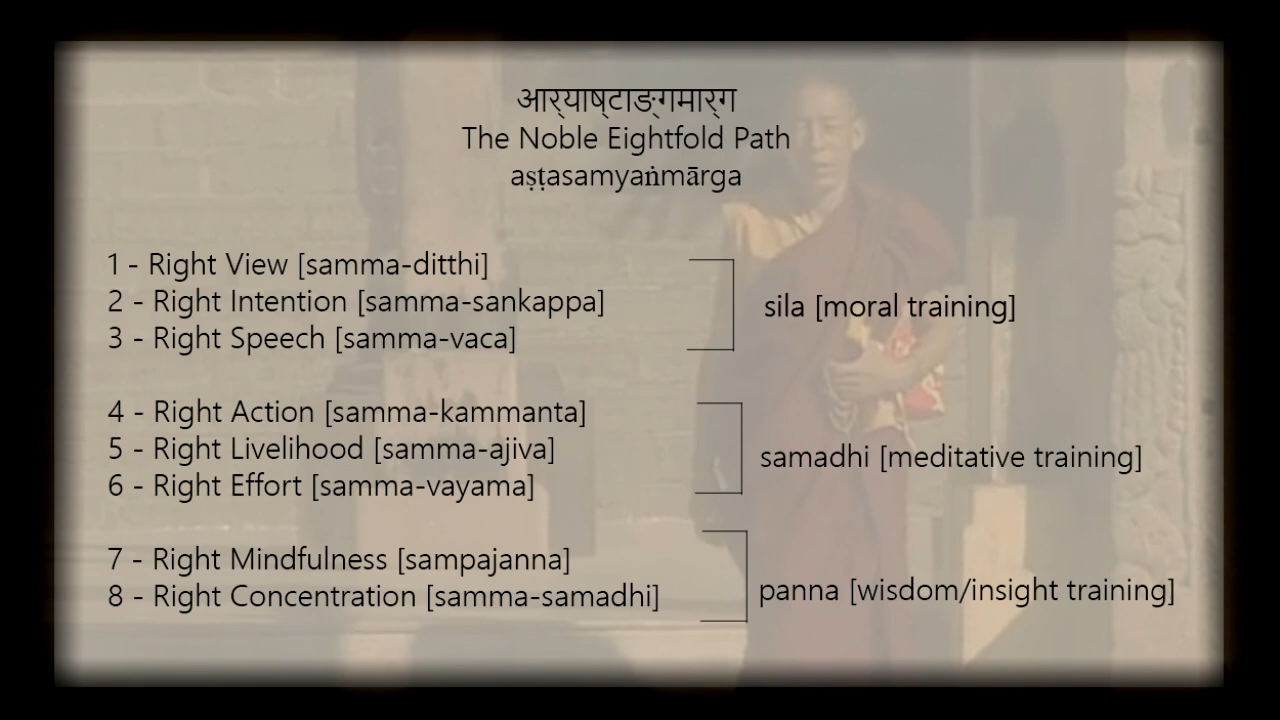 आर्‌याष्‌टाङ्‌गमार्‌ग
The Noble Eightfold Path
aṣṭasamyaṅmārga
1 - Right View [samma-ditthi]
2 - Right Intention [samma-sankappa]
3 - Right Speech [samma-vaca]
sila [moral training]
4 - Right Action [samma-kammanta]
5 - Right Livelihood [samma-ajiva]
6 - Right Effort [samma-vayama]
samadhi [meditative training]
7 - Right Mindfulness [sampajanna]
8 - Right Concentration [samma-samadhi]
panna [wisdom/insight training]